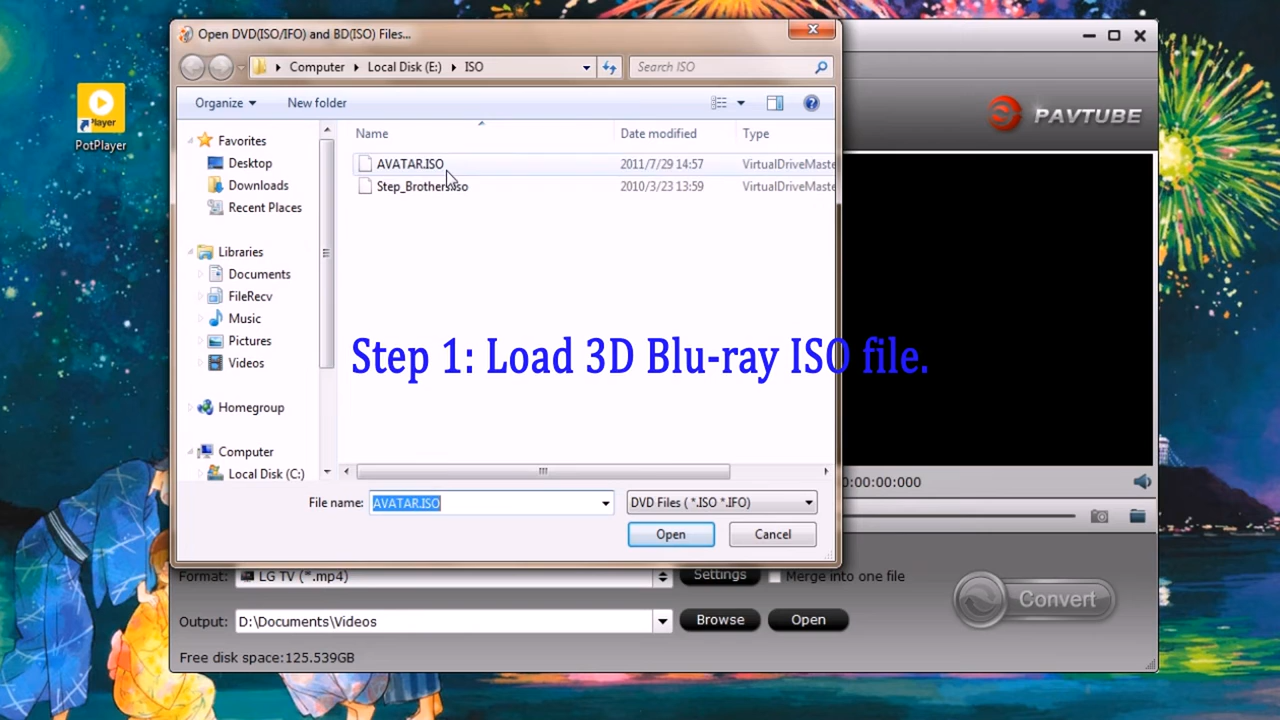 Open DVD(ISO/IFO) and BD(ISO) Files...
Computer Local Disk (E:) ISO
Search ISO
Organize New folder
PAVTUBE
Player
PotPlayer
Favorites
Desktop
Downloads
Recent Places
Libraries
Documents
FileRecv
Music
Pictures
Videos
Homegroup
Computer
Local Disk (C:)
Name Date modified Type
AVATAR.ISO 2011/7/29 14:57 VirtualDriveMaste
Step_Brothers.iso 2010/3/23 13:59 VirtualDriveMaste
Step 1: Load 3D Blu-ray ISO file.
0:00:00:000
File name: AVATAR.ISO DVD Files ( *.ISO *.IFO)
Open Cancel
Format: LG TV (*.mp4) Settings Merge into one file
Convert
Output: D:\Documents\Videos Browse Open
Free disk space:125.539GB